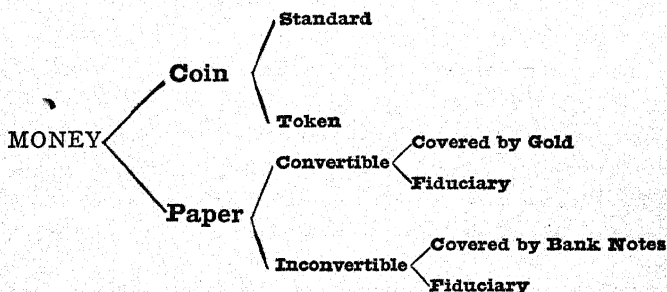 Standard
Coin
Token
MONEY
Convertible
Covered by Gold
Fiduciary
Paper
Inconvertible
Covered by Bank Notes
Fiduciary